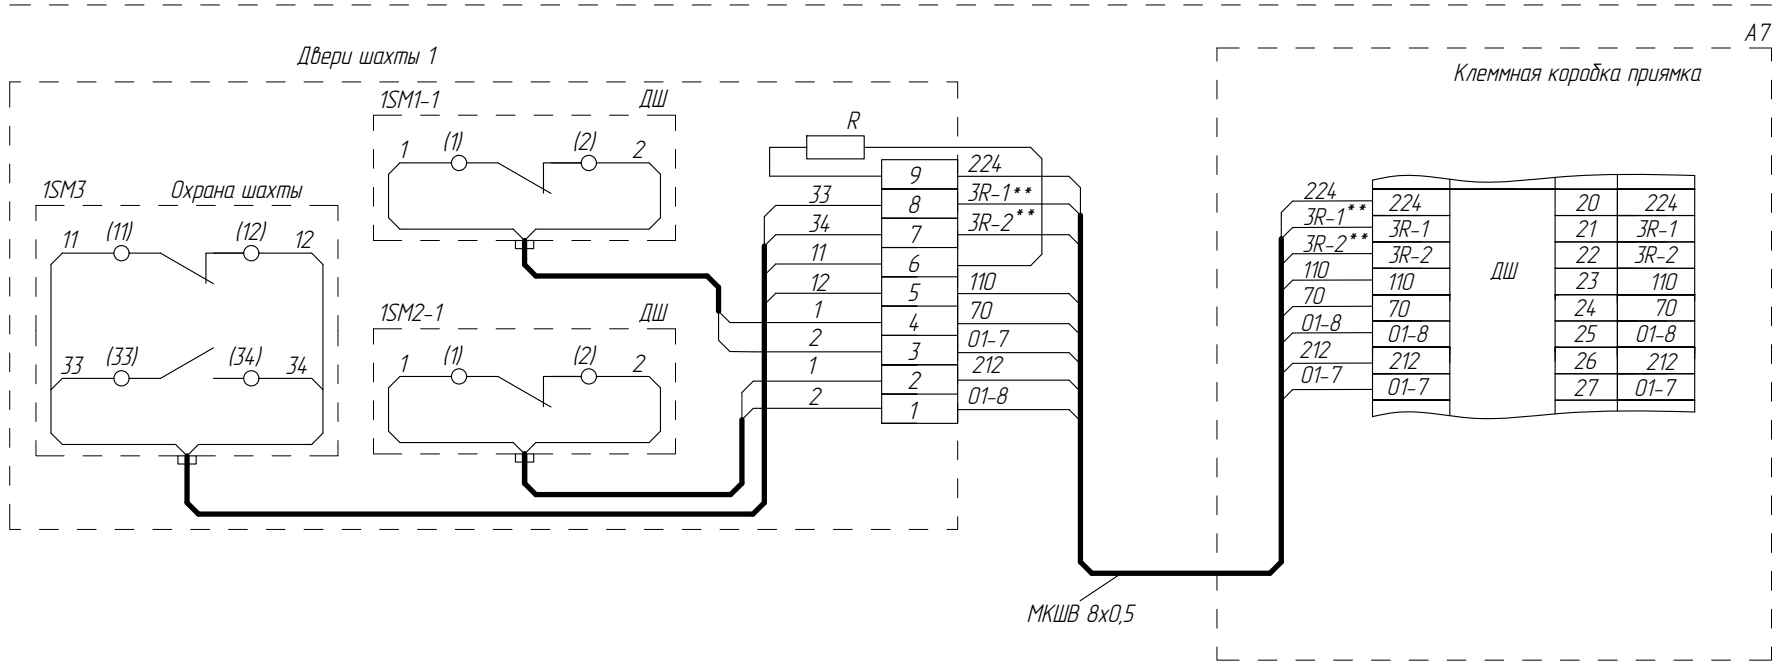 А7
Двери шахты 1
Клеммная коробка приямка
1SM3 Охрана шахты
11 (11) (12) 12
33 (33) (34) 34
1SM1-1 ДШ
1 (1) (2) 2
1SM2-1 ДШ
1 (1) (2) 2
R
9 224
33 8 3R-1**
34 7 3R-2**
11 6
12 5 110
1 4 70
2 3 01-7
1 2 212
2 1 01-8
МКШВ 8х0,5
ДШ
224 224 20 224
3R-1** 3R-1 21 3R-1
3R-2** 3R-2 22 3R-2
110 110 23 110
70 70 24 70
01-8 01-8 25 01-8
212 212 26 212
01-7 01-7 27 01-7